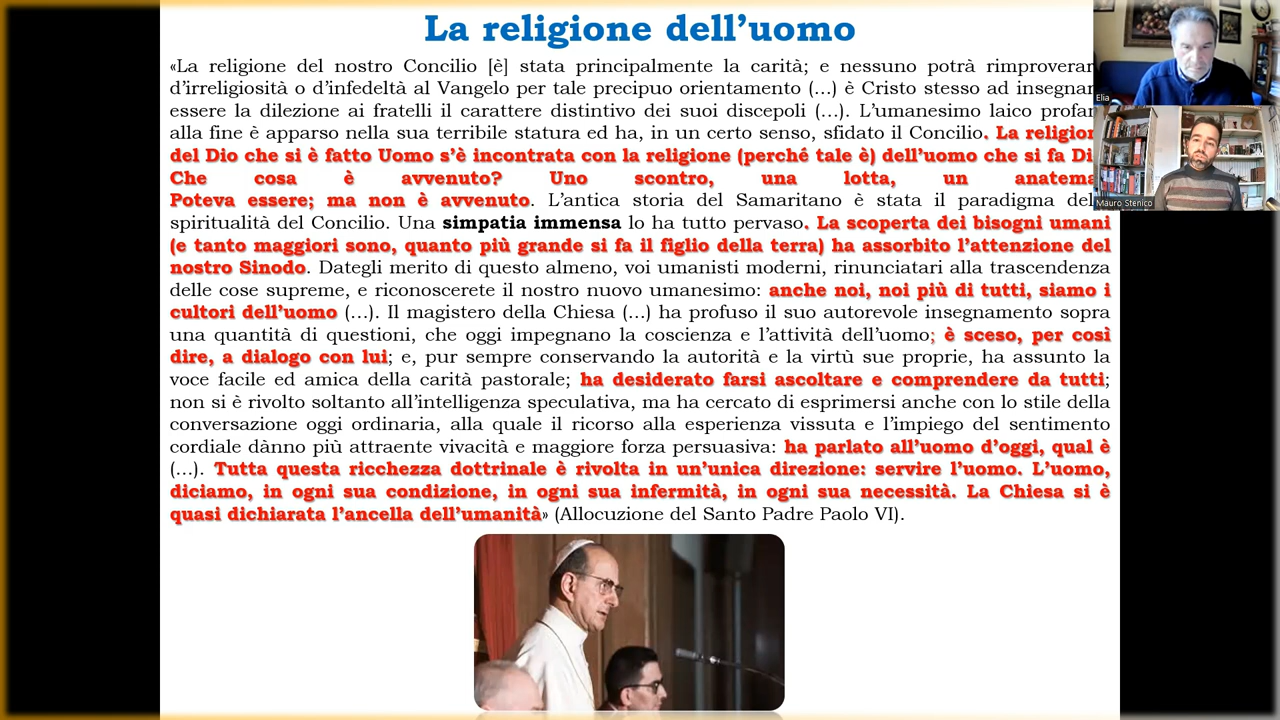 La religione dell’uomo
«La religione del nostro Concilio [è] stata principalmente la carità; e nessuno potrà rimproverar
d’irreligiosità o d’infedeltà al Vangelo per tale precipuo orientamento (…) è Cristo stesso ad insegnar
essere la dilezione ai fratelli il carattere distintivo dei suoi discepoli (…). L’umanesimo laico profan
alla fine è apparso nella sua terribile statura ed ha, in un certo senso, sfidato il Concilio. La religion
del Dio che si è fatto Uomo s’è incontrata con la religione (perché tale è) dell’uomo che si fa Di
Che cosa è avvenuto? Uno scontro, una lotta, un anatema
Poteva essere; ma non è avvenuto. L’antica storia del Samaritano è stata il paradigma del
spiritualità del Concilio. Una simpatia immensa lo ha tutto pervaso. La scoperta dei bisogni umani
(e tanto maggiori sono, quanto più grande si fa il figlio della terra) ha assorbito l’attenzione del
nostro Sinodo. Dategli merito di questo almeno, voi umanisti moderni, rinunciatari alla trascendenza
delle cose supreme, e riconoscerete il nostro nuovo umanesimo: anche noi, noi più di tutti, siamo i
cultori dell’uomo (…). Il magistero della Chiesa (…) ha profuso il suo autorevole insegnamento sopra
una quantità di questioni, che oggi impegnano la coscienza e l’attività dell’uomo; è sceso, per così
dire, a dialogo con lui; e, pur sempre conservando la autorità e la virtù sue proprie, ha assunto la
voce facile ed amica della carità pastorale; ha desiderato farsi ascoltare e comprendere da tutti;
non si è rivolto soltanto all’intelligenza speculativa, ma ha cercato di esprimersi anche con lo stile della
conversazione oggi ordinaria, alla quale il ricorso alla esperienza vissuta e l’impiego del sentimento
cordiale dànno più attraente vivacità e maggiore forza persuasiva: ha parlato all’uomo d’oggi, qual è
(…). Tutta questa ricchezza dottrinale è rivolta in un’unica direzione: servire l’uomo. L’uomo,
diciamo, in ogni sua condizione, in ogni sua infermità, in ogni sua necessità. La Chiesa si è
quasi dichiarata l’ancella dell’umanità» (Allocuzione del Santo Padre Paolo VI).
Elia
Mauro Stenico